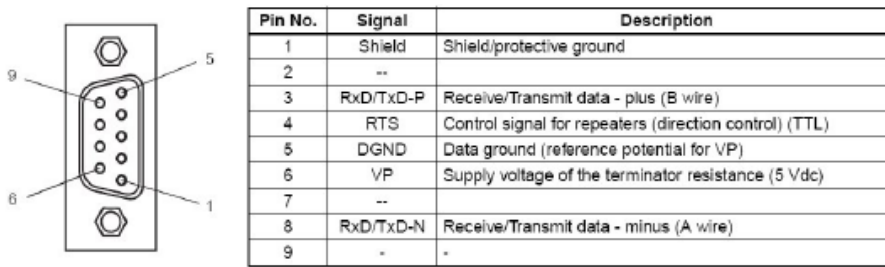 9
5
6
1
Pin No. Signal Description
1 Shield Shield/protective ground
2 --
3 RxD/TxD-P Receive/Transmit data - plus (B wire)
4 RTS Control signal for repeaters (direction control) (TTL)
5 DGND Data ground (reference potential for VP)
6 VP Supply voltage of the terminator resistance (5 Vdc)
7 --
8 RxD/TxD-N Receive/Transmit data - minus (A wire)
9 - -